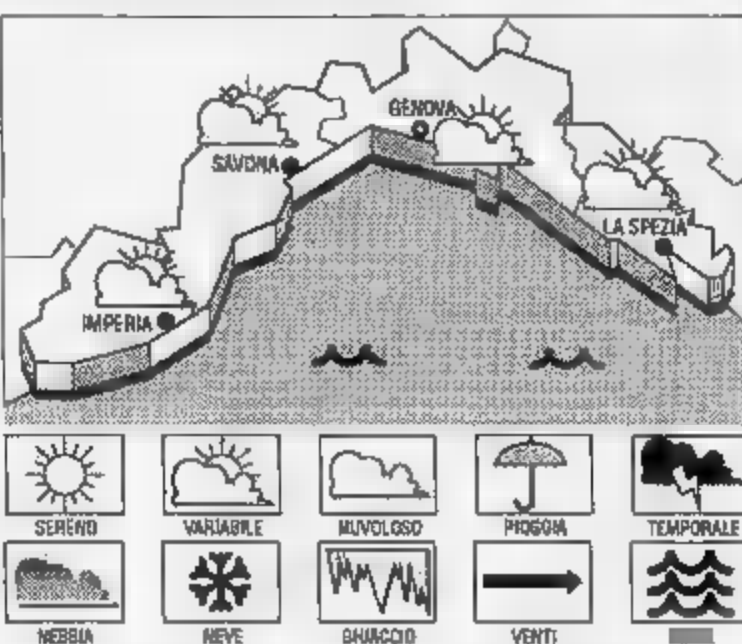 GENOVA
SAVONA
LA SPEZIA
IMPERIA
SERENO VARIABILE NUVOLOSO PIOGGIA TEMPORALE
NEBBIA NEVE GHIACCIO VENTI